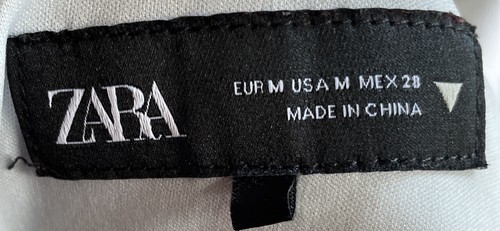 ZARA
EUR M USA M MEX 28
MADE IN CHINA